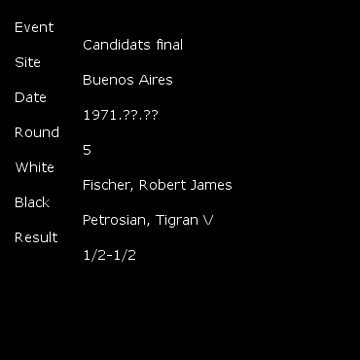 Event
Candidats final
Site
Buenos Aires
Date
1971.??.??
Round
5
White
Fischer, Robert James
Black
Petrosian, Tigran V
Result
1/2-1/2